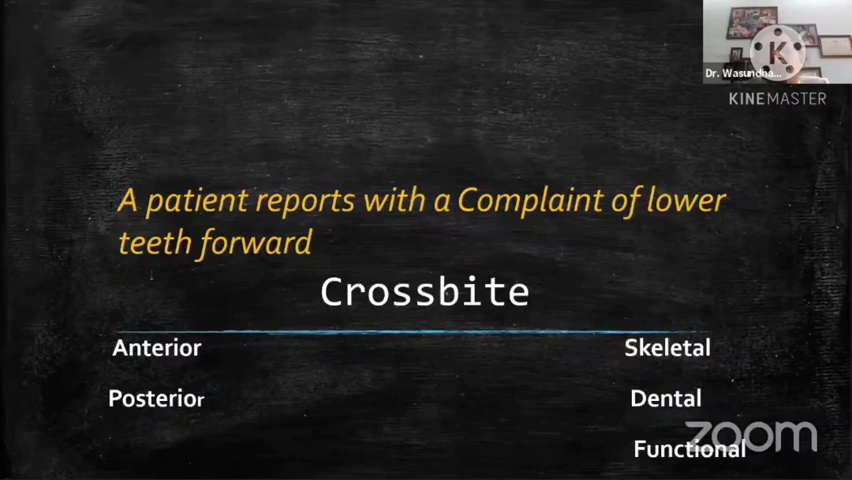 Dr. Wasundha...
KINEMASTER
A patient reports with a Complaint of lower
teeth forward
Crossbite
Anterior
Skeletal
Posterior
Dental
zoom
Functional